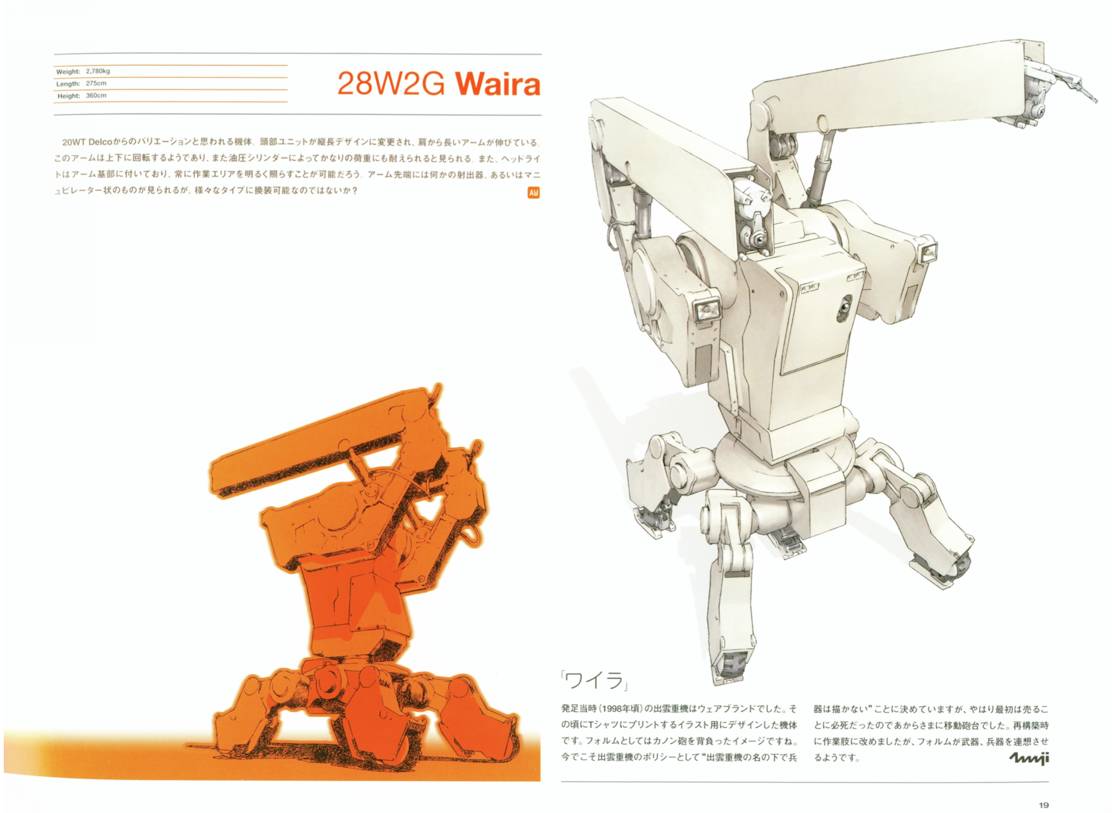 Weight: 2,780kg
Length: 275cm
Height: 360cm
28W2G Waira
20WT Delcoからのバリエーションと思われる機体。頭部ユニットが縦長デザインに変更され、肩から長いアームが伸びている。
このアームは上下に回転するようであり、また油圧シリンダーによってかなりの荷重にも耐えられると見られる。また、ヘッドライ
トはアーム基部に付いており、常に作業エリアを明るく照らすことが可能だろう。アーム先端には何かの射出器、あるいはマニ
ュピレーター状のものが見られるが、様々なタイプに換装可能なのではないか？
「ワイラ」
発足当時（1998年頃）の出雲重機はウェアブランドでした。そ
の頃にTシャツにプリントするイラスト用にデザインした機体
です。フォルムとしてはカノン砲を背負ったイメージですね。
今でこそ出雲重機のポリシーとして“出雲重機の名の下で兵
器は描かない”ことに決めていますが、やはり最初は売るこ
とに必死だったのであからさまに移動砲台でした。再構築時
に作業肢に改めましたが、フォルムが武器、兵器を連想させ
るようです。
19